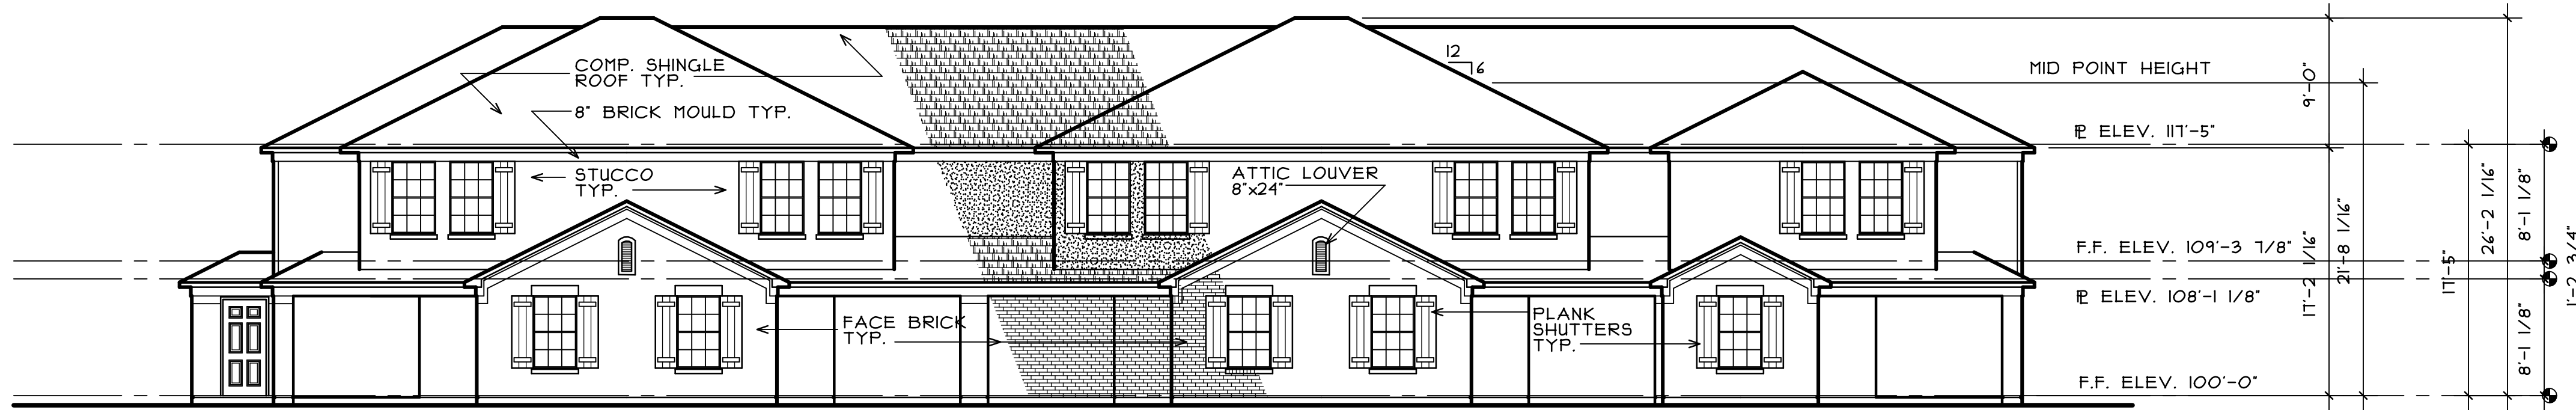 COMP. SHINGLE
ROOF TYP.
8" BRICK MOULD TYP.
STUCCO
TYP.
ATTIC LOUVER
8"x24"
FACE BRICK
TYP.
PLANK
SHUTTERS
TYP.
12
6
MID POINT HEIGHT
PL ELEV. 117'-5"
F.F. ELEV. 109'-3 7/8"
PL ELEV. 108'-1 1/8"
F.F. ELEV. 100'-0"
9'-0"
17'-2 1/16"
21'-8 1/16"
17'-5"
26'-2 1/16"
8'-1 1/8"
8'-1 1/8"
1'-2 3/4"